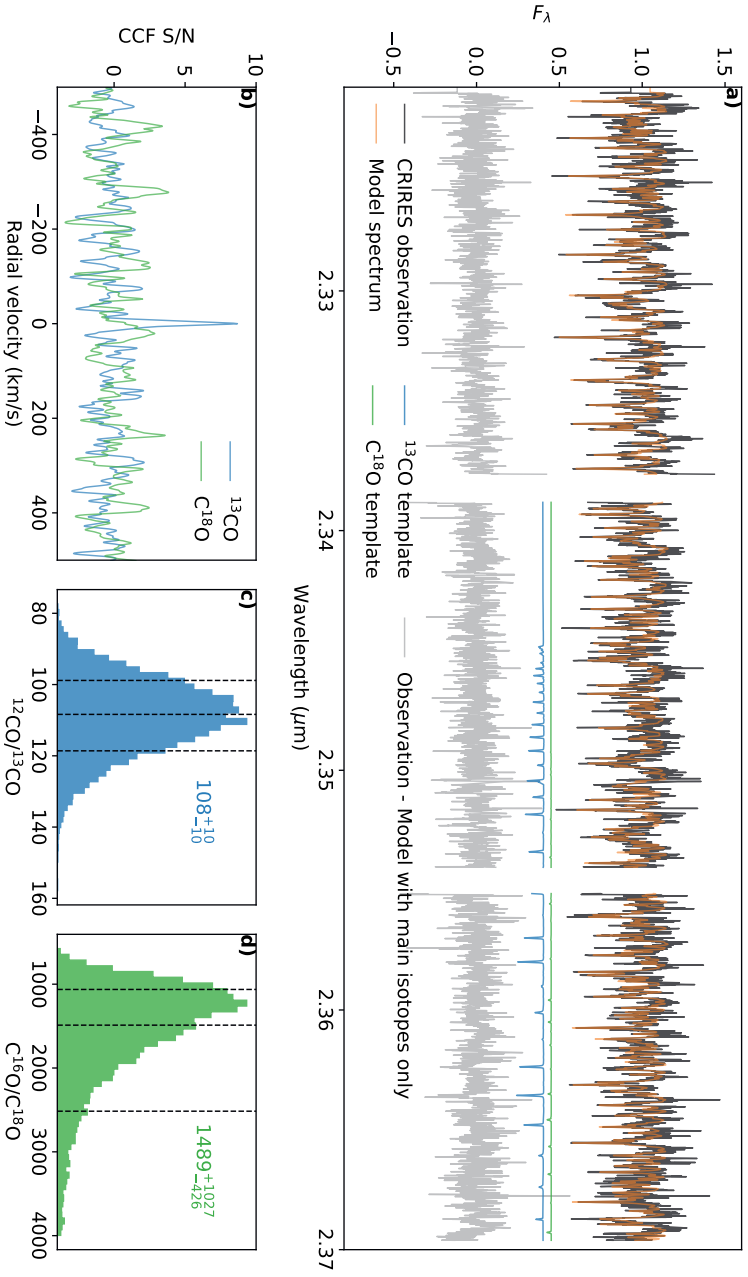 a)
1.5
1.0
0.5
0.0
−0.5
F_λ
CRIRES observation
Model spectrum
¹³CO template
C¹⁸O template
Observation - Model with main isotopes only
2.33
2.34
2.35
2.36
2.37
Wavelength (μm)
b)
10
5
0
CCF S/N
¹³CO
C¹⁸O
−400
−200
0
200
400
Radial velocity (km/s)
c)
108⁺¹⁰₋₁₀
80
100
120
140
160
¹²CO/¹³CO
d)
1489⁺¹⁰²⁷₋₄₂₆
1000
2000
3000
4000
C¹⁶O/C¹⁸O